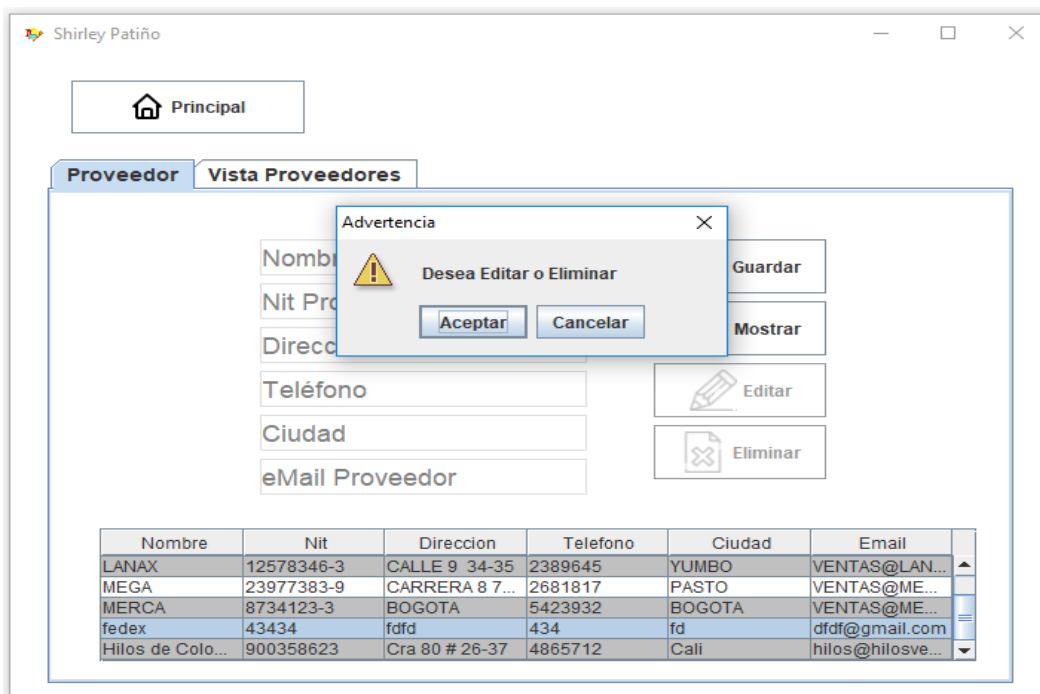 Shirley Patiño
Principal
Proveedor Vista Proveedores
Advertencia
Desea Editar o Eliminar
Aceptar Cancelar
Nombr
Nit Pro
Direcc
Teléfono
Ciudad
eMail Proveedor
Guardar
Mostrar
Editar
Eliminar
Nombre Nit Direccion Telefono Ciudad Email
LANAX 12578346-3 CALLE 9 34-35 2389645 YUMBO VENTAS@LAN...
MEGA 23977383-9 CARRERA 8 7... 2681817 PASTO VENTAS@ME...
MERCA 8734123-3 BOGOTA 5423932 BOGOTA VENTAS@ME...
fedex 43434 fdfd 434 fd dfdf@gmail.com
Hilos de Colo... 900358623 Cra 80 # 26-37 4865712 Cali hilos@hilosve...